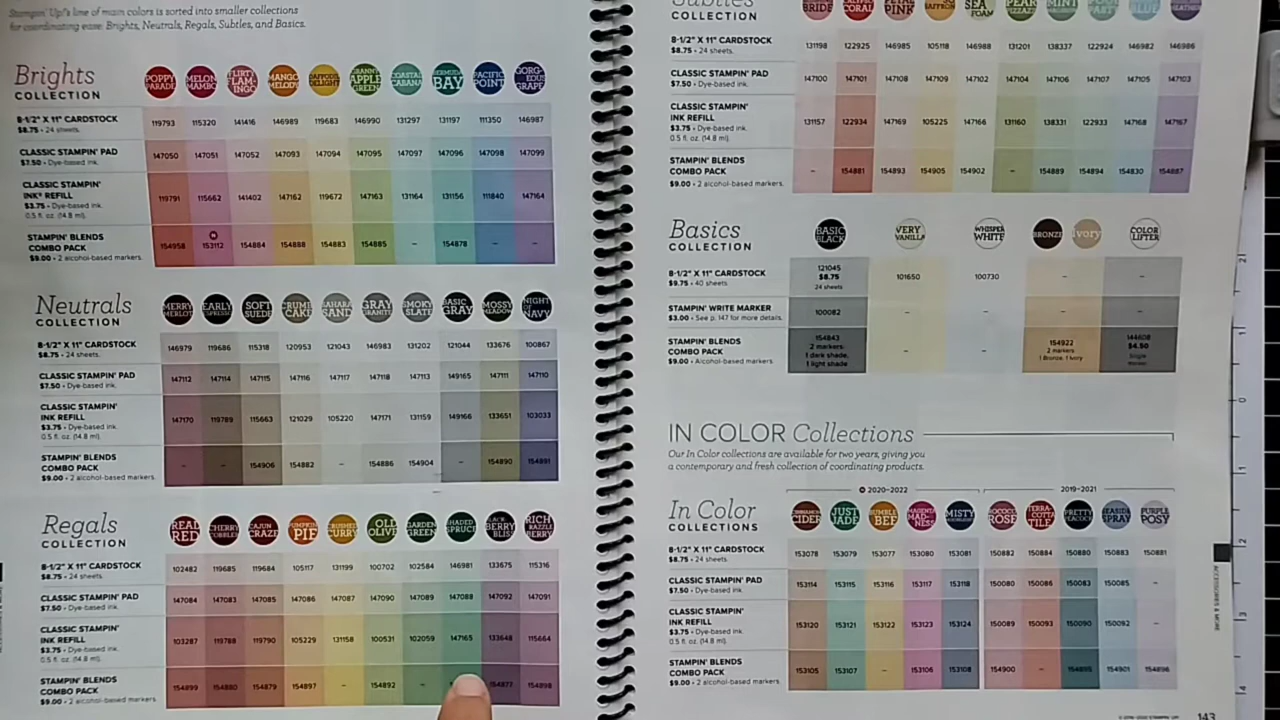 Stampin' Up!'s line of main colors is sorted into smaller collections
for coordinating ease: Brights, Neutrals, Regals, Subtles, and Basics.
Brights
COLLECTION
POPPY PARADE MELON MAMBO FLIRTY FLAMINGO MANGO MELODY DAFFODIL DELIGHT GRANNY APPLE GREEN COASTAL CABANA BERMUDA BAY PACIFIC POINT GORGEOUS GRAPE
8-1/2" X 11" CARDSTOCK
$8.75 • 24 sheets.
119793 115320 141416 146989 119683 146990 131297 131197 111350 146987
CLASSIC STAMPIN' PAD
$7.50 • Dye-based ink.
147050 147051 147052 147093 147094 147095 147097 147096 147098 147099
CLASSIC STAMPIN'
INK® REFILL
$3.75 • Dye-based ink.
0.5 fl. oz. (14.8 ml).
119791 115662 141402 147162 119672 147163 131164 131156 111840 147164
STAMPIN' BLENDS
COMBO PACK
$9.00 • 2 alcohol-based markers.
154958 N 153112 154884 154888 154883 154885 – 154878 – –
Neutrals
COLLECTION
MERRY MERLOT EARLY ESPRESSO SOFT SUEDE CRUMB CAKE SAHARA SAND GRAY GRANITE SMOKY SLATE BASIC GRAY MOSSY MEADOW NIGHT OF NAVY
8-1/2" X 11" CARDSTOCK
$8.75 • 24 sheets.
146979 119686 115318 120953 121043 146983 131202 121044 133676 100867
CLASSIC STAMPIN' PAD
$7.50 • Dye-based ink.
147112 147114 147115 147116 147117 147118 147113 149165 147111 147110
CLASSIC STAMPIN'
INK REFILL
$3.75 • Dye-based ink.
0.5 fl. oz. (14.8 ml).
147170 119789 115663 121029 105220 147171 131159 149166 133651 103033
STAMPIN' BLENDS
COMBO PACK
$9.00 • 2 alcohol-based markers.
– – 154906 154882 – 154886 154904 – 154890 154891
Regals
COLLECTION
REAL RED CHERRY COBBLER CAJUN CRAZE PUMPKIN PIE CRUSHED CURRY OLD OLIVE GARDEN GREEN SHADED SPRUCE BLACKBERRY BLISS RICH RAZZLEBERRY
8-1/2" X 11" CARDSTOCK
$8.75 • 24 sheets.
102482 119685 119684 105117 131199 100702 102584 146981 133675 115316
CLASSIC STAMPIN' PAD
$7.50 • Dye-based ink.
147084 147083 147085 147086 147087 147090 147089 147088 147092 147091
CLASSIC STAMPIN'
INK REFILL
$3.75 • Dye-based ink.
0.5 fl. oz. (14.8 ml).
103287 119788 119790 105229 131158 100531 102059 147165 133648 115664
STAMPIN' BLENDS
COMBO PACK
$9.00 • 2 alcohol-based markers.
154899 154880 154879 154897 – 154892 – 154877 154898
Subtles
COLLECTION
BRIDE CALYPSO CORAL PETAL PINK SAFFRON SEA FOAM PEAR PIZZAZZ MINT POOL PARTY BLUE HEATHER
8-1/2" X 11" CARDSTOCK
$8.75 • 24 sheets.
131198 122925 146985 105118 146988 131201 138337 122924 146982 146986
CLASSIC STAMPIN' PAD
$7.50 • Dye-based ink.
147100 147101 147108 147109 147102 147104 147106 147107 147105 147103
CLASSIC STAMPIN'
INK REFILL
$3.75 • Dye-based ink.
0.5 fl. oz. (14.8 ml).
131157 122934 147169 105225 147166 131160 138331 122933 147168 147167
STAMPIN' BLENDS
COMBO PACK
$9.00 • 2 alcohol-based markers.
– 154881 154893 154905 154902 – 154889 154894 154830 154887
Basics
COLLECTION
BASIC BLACK VERY VANILLA WHISPER WHITE BRONZE Ivory COLOR LIFTER
8-1/2" X 11" CARDSTOCK
$9.75 • 40 sheets.
121045
$8.75
24 sheets
101650 100730 – –
STAMPIN' WRITE MARKER
$3.00 • See p. 147 for more details.
100082 – – – –
STAMPIN' BLENDS
COMBO PACK
$9.00 • Alcohol-based markers.
154843
2 markers:
1 dark shade,
1 light shade
– –
154922
2 markers
1 Bronze, 1 Ivory
144608
$4.50
Single marker
IN COLOR Collections
Our In Color collections are available for two years, giving you
a contemporary and fresh collection of coordinating products.
N 2020–2022 2019–2021
In Color
COLLECTIONS
CINNAMON CIDER JUST JADE BUMBLEBEE MAGENTA MADNESS MISTY MOONLIGHT ROCOCO ROSE TERRACOTTA TILE PRETTY PEACOCK SEASIDE SPRAY PURPLE POSY
8-1/2" X 11" CARDSTOCK
$8.75 • 24 sheets.
153078 153079 153077 153080 153081 150882 150884 150880 150883 150881
CLASSIC STAMPIN' PAD
$7.50 • Dye-based ink.
153114 153115 153116 153117 153118 150080 150086 150083 150085 –
CLASSIC STAMPIN'
INK REFILL
$3.75 • Dye-based ink.
0.5 fl. oz. (14.8 ml).
153120 153121 153122 153123 153124 150089 150093 150090 150092 –
STAMPIN' BLENDS
COMBO PACK
$9.00 • 2 alcohol-based markers.
153105 153107 – 153106 153108 154900 – 154895 154901 154896
ACCESSORIES & MORE
143